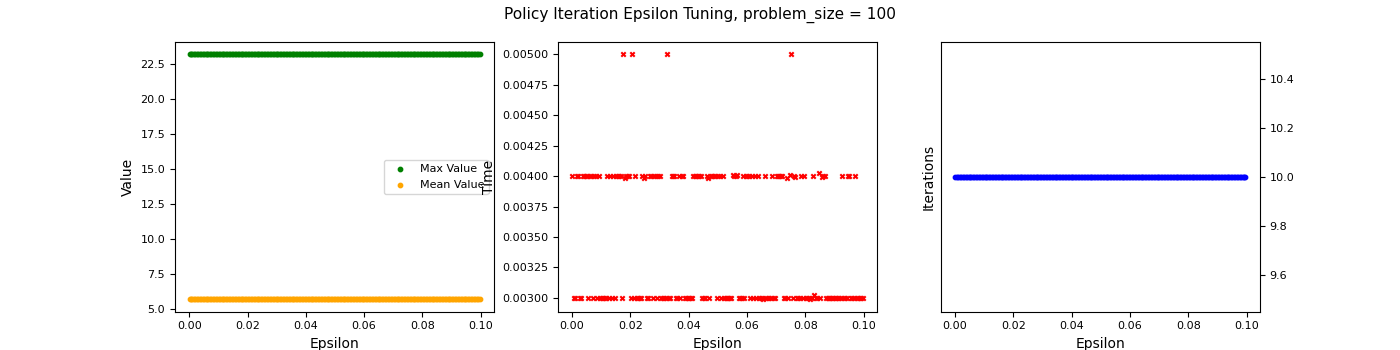 Policy Iteration Epsilon Tuning, problem_size = 100
Value
22.5
20.0
17.5
15.0
12.5
10.0
7.5
5.0
0.00 0.02 0.04 0.06 0.08 0.10
Epsilon
Max Value
Mean Value
Time
0.00500
0.00475
0.00450
0.00425
0.00400
0.00375
0.00350
0.00325
0.00300
0.00 0.02 0.04 0.06 0.08 0.10
Epsilon
Iterations
10.4
10.2
10.0
9.8
9.6
0.00 0.02 0.04 0.06 0.08 0.10
Epsilon